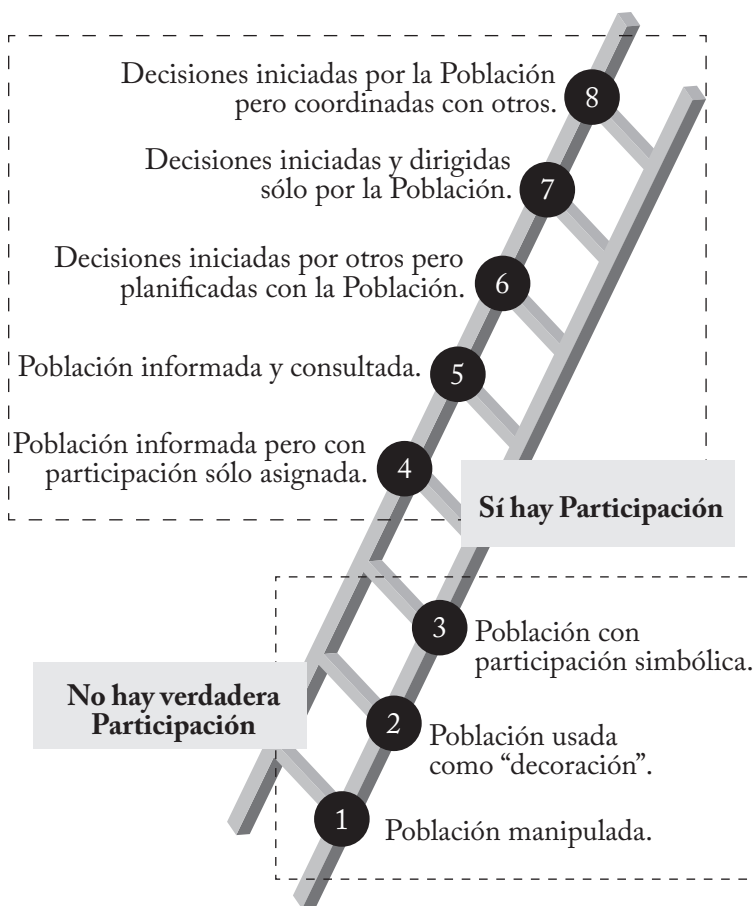 Decisiones iniciadas por la Población
pero coordinadas con otros.
8
Decisiones iniciadas y dirigidas
sólo por la Población.
7
Decisiones iniciadas por otros pero
planificadas con la Población.
6
Población informada y consultada.
5
Población informada pero con
participación sólo asignada.
4
Sí hay Participación
3
Población con
participación simbólica.
No hay verdadera
Participación
2
Población usada
como “decoración”.
1
Población manipulada.